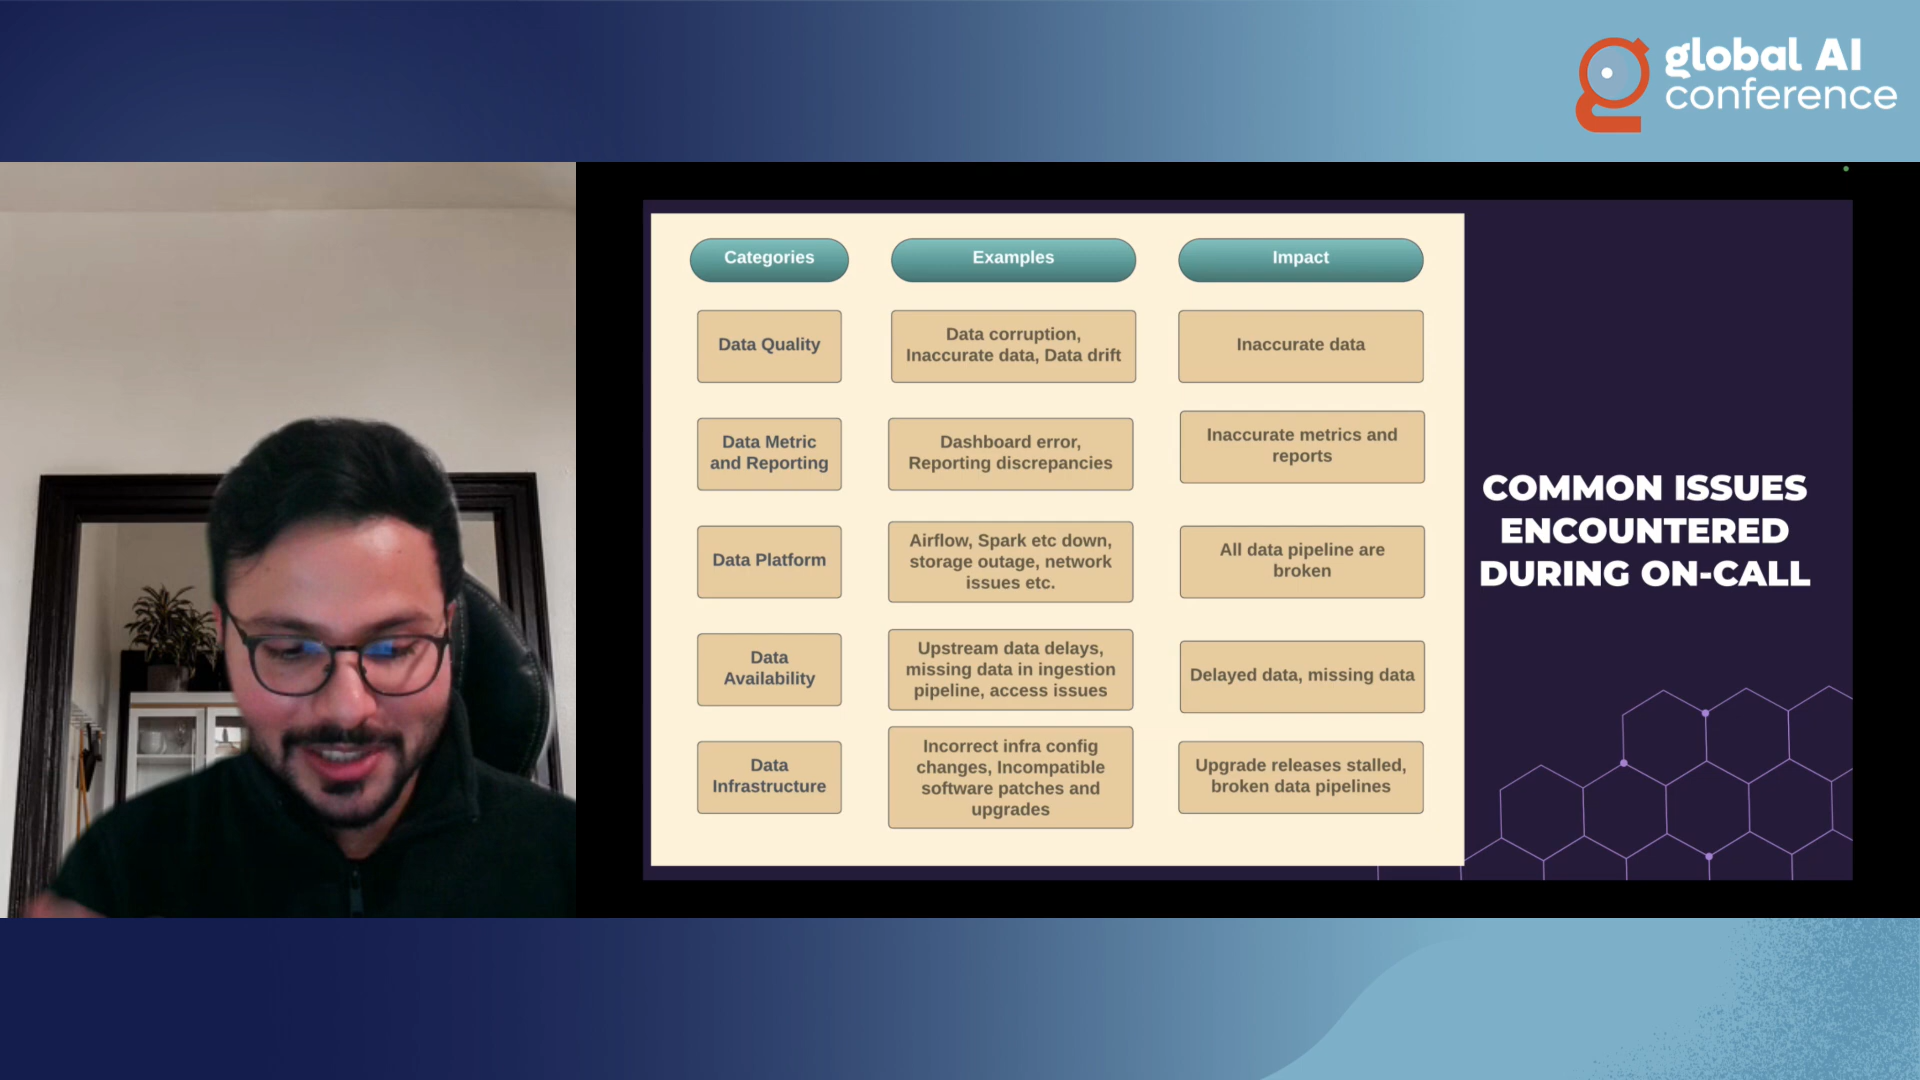 global AI
conference
Categories
Examples
Impact
Data Quality
Data corruption,
Inaccurate data, Data drift
Inaccurate data
Data Metric
and Reporting
Dashboard error,
Reporting discrepancies
Inaccurate metrics and
reports
Data Platform
Airflow, Spark etc down,
storage outage, network
issues etc.
All data pipeline are
broken
Data
Availability
Upstream data delays,
missing data in ingestion
pipeline, access issues
Delayed data, missing data
Data
Infrastructure
Incorrect infra config
changes, Incompatible
software patches and
upgrades
Upgrade releases stalled,
broken data pipelines
COMMON ISSUES
ENCOUNTERED
DURING ON-CALL